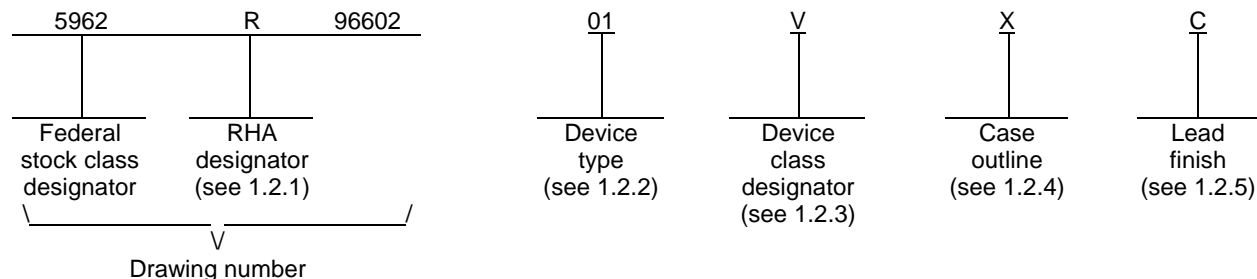 5962 R 96602 01 V X C
Federal stock class designator
RHA designator (see 1.2.1)
Device type (see 1.2.2)
Device class designator (see 1.2.3)
Case outline (see 1.2.4)
Lead finish (see 1.2.5)
Drawing number